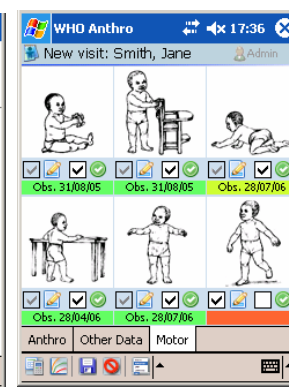 WHO Anthro 17:36
New visit: Smith, Jane Admin
Obs. 31/08/05 Obs. 31/08/05 Obs. 28/07/06
Obs. 28/04/06 Obs. 28/07/06
Anthro Other Data Motor